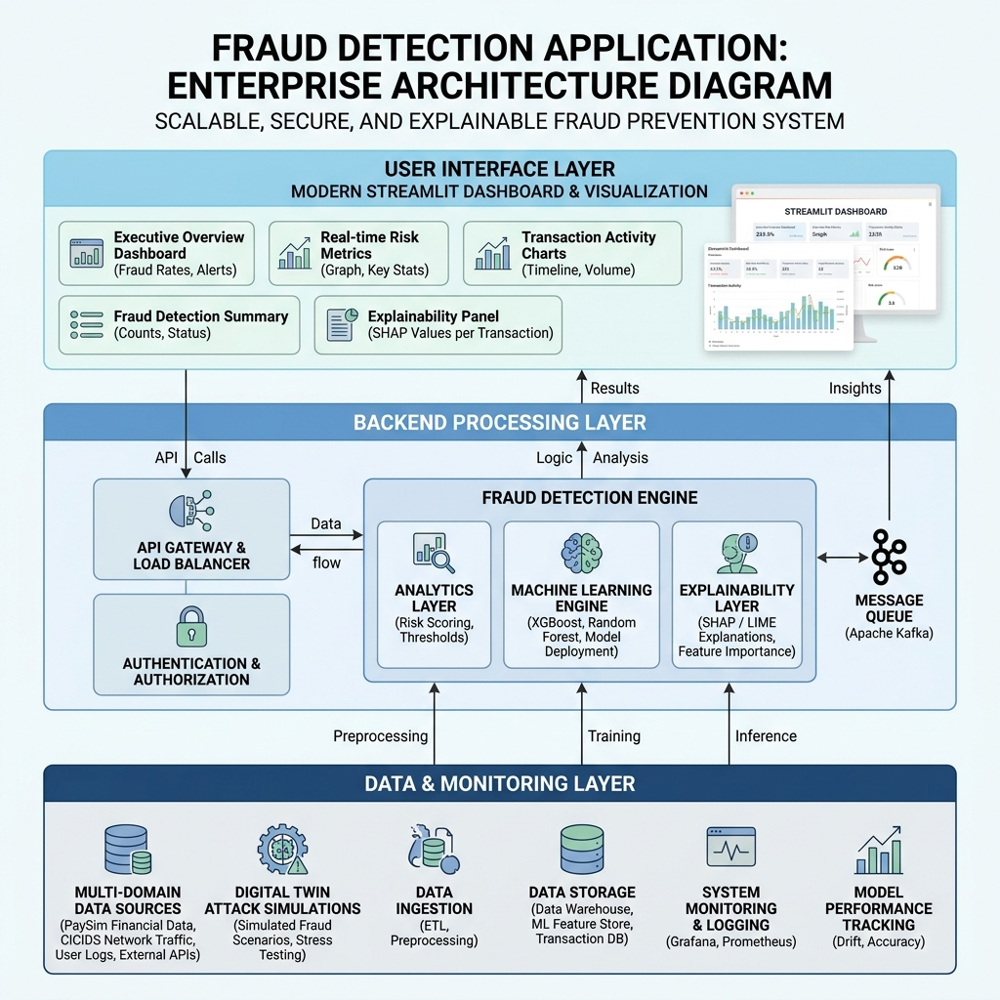 FRAUD DETECTION APPLICATION:
ENTERPRISE ARCHITECTURE DIAGRAM
SCALABLE, SECURE, AND EXPLAINABLE FRAUD PREVENTION SYSTEM
USER INTERFACE LAYER
MODERN STREAMLIT DASHBOARD & VISUALIZATION
Executive Overview
Dashboard
(Fraud Rates, Alerts)
Real-time Risk
Metrics
(Graph, Key Stats)
Transaction Activity
Charts
(Timeline, Volume)
Fraud Detection Summary
(Counts, Status)
Explainability Panel
(SHAP Values per Transaction)
STREAMLIT DASHBOARD
Transaction Activity
API Calls
Results
Insights
BACKEND PROCESSING LAYER
Logic Analysis
API GATEWAY &
LOAD BALANCER
AUTHENTICATION &
AUTHORIZATION
Data
flow
FRAUD DETECTION ENGINE
ANALYTICS
LAYER
(Risk Scoring,
Thresholds)
MACHINE LEARNING
ENGINE
(XGBoost, Random
Forest, Model
Deployment)
EXPLAINABILITY
LAYER
(SHAP / LIME
Explanations,
Feature Importance)
MESSAGE
QUEUE
(Apache Kafka)
Preprocessing
Training
Inference
DATA & MONITORING LAYER
MULTI-DOMAIN
DATA SOURCES
(PaySim Financial Data,
CICIDS Network Traffic,
User Logs, External APIs)
DIGITAL TWIN
ATTACK SIMULATIONS
(Simulated Fraud
Scenarios, Stress
Testing)
DATA
INGESTION
(ETL,
Preprocessing)
DATA STORAGE
(Data Warehouse,
ML Feature Store,
Transaction DB)
SYSTEM
MONITORING
& LOGGING
(Grafana, Prometheus)
MODEL
PERFORMANCE
TRACKING
(Drift, Accuracy)